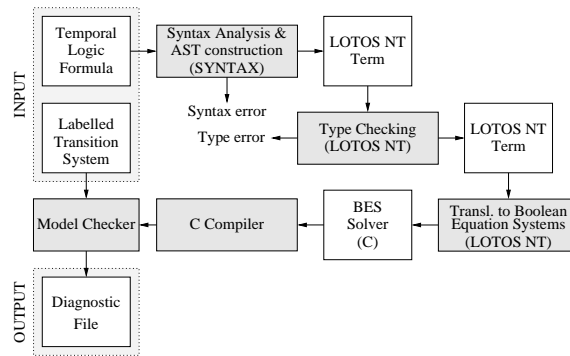 INPUT
Temporal
Logic
Formula
Syntax Analysis &
AST construction
(SYNTAX)
LOTOS NT
Term
Syntax error
Labelled
Transition
System
Type error
Type Checking
(LOTOS NT)
LOTOS NT
Term
Model Checker
C Compiler
BES
Solver
(C)
Transl. to Boolean
Equation Systems
(LOTOS NT)
OUTPUT
Diagnostic
File